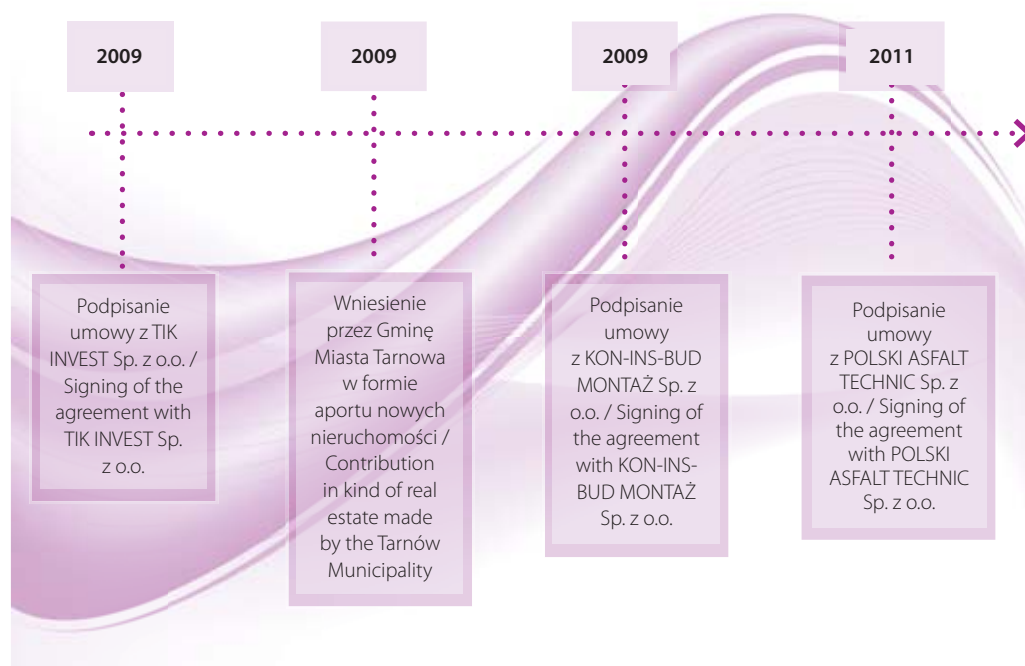 2009
2009
2009
2011
Podpisanie
umowy z TIK
INVEST Sp. z o.o. /
Signing of the
agreement with
TIK INVEST Sp.
z o.o.
Wniesienie
przez Gminę
Miasta Tarnowa
w formie
aportu nowych
nieruchomości /
Contribution
in kind of real
estate made
by the Tarnów
Municipality
Podpisanie
umowy
z KON-INS-BUD
MONTAŻ Sp. z
o.o. / Signing of
the agreement
with KON-INS-
BUD MONTAŻ
Sp. z o.o.
Podpisanie
umowy
z POLSKI ASFALT
TECHNIC Sp. z
o.o. / Signing of
the agreement
with POLSKI
ASFALT TECHNIC
Sp. z o.o.